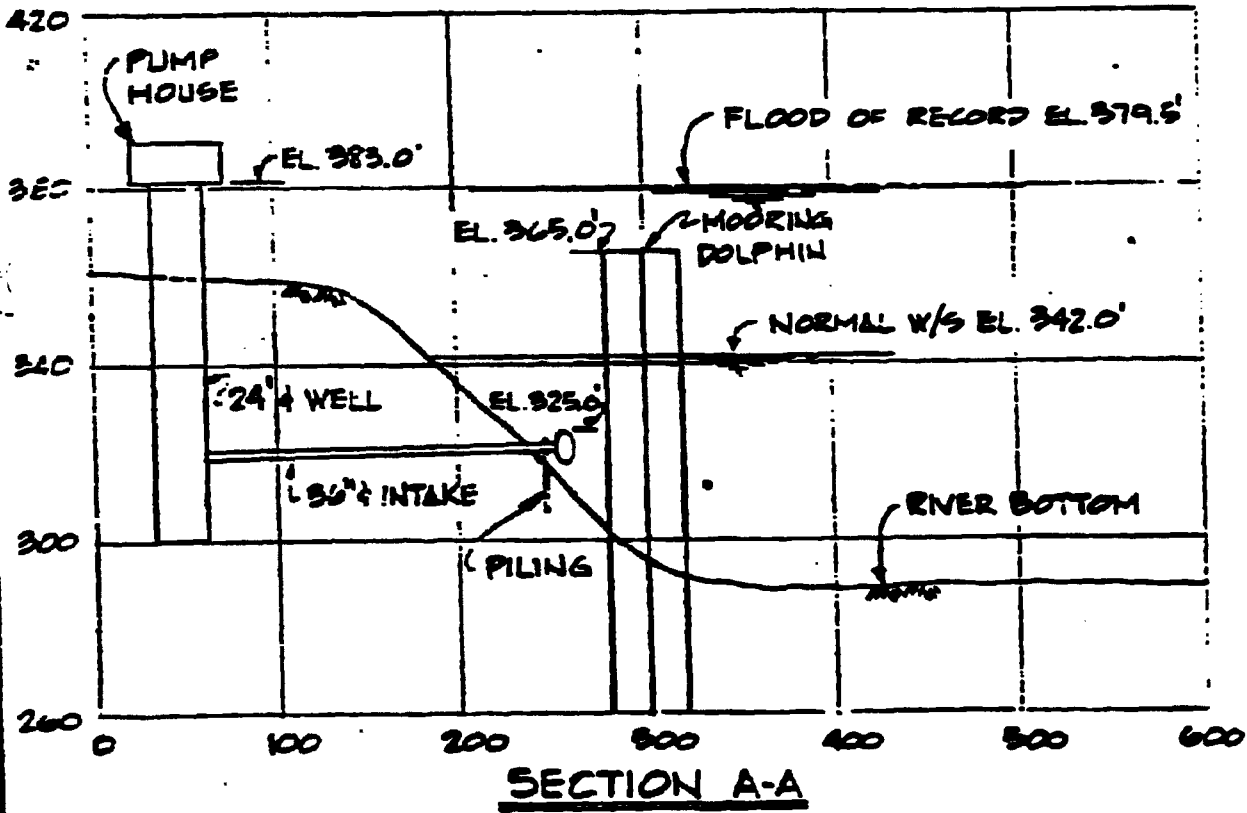 420
PUMP
HOUSE
FLOOD OF RECORD EL. 379.5'
EL. 383.0'
380
EL. 365.0'
MOORING
DOLPHIN
NORMAL W/S EL. 342.0'
340
24' ¢ WELL
EL. 325.0'
36" ¢ INTAKE
RIVER BOTTOM
300
PILING
260
0 100 200 300 400 500 600
SECTION A-A